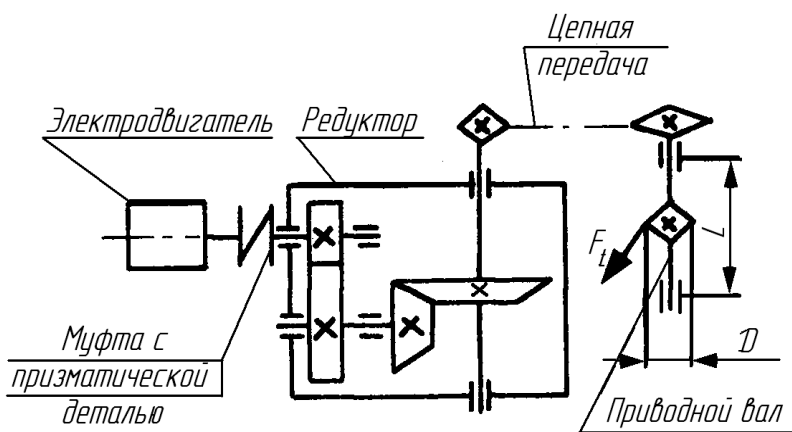 Цепная
передача
Электродвигатель
Редуктор
Ft
L
D
Муфта с
призматической
деталью
Приводной вал